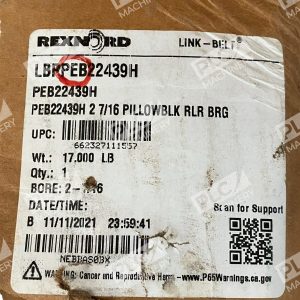 REXNORD LINK-BELT®
LBRPEB22439H
PEB22439H
PEB22439H 2 7/16 PILLOWBLK RLR BRG
UPC:
662327111557
Wt.: 17.000 LB
Qty.: 1
BORE: 2-7/16
DATE/TIME:
B 11/11/2021 23:59:41
Scan for Support
WARNING: Cancer and Reproductive Harm - www.P65Warnings.ca.gov